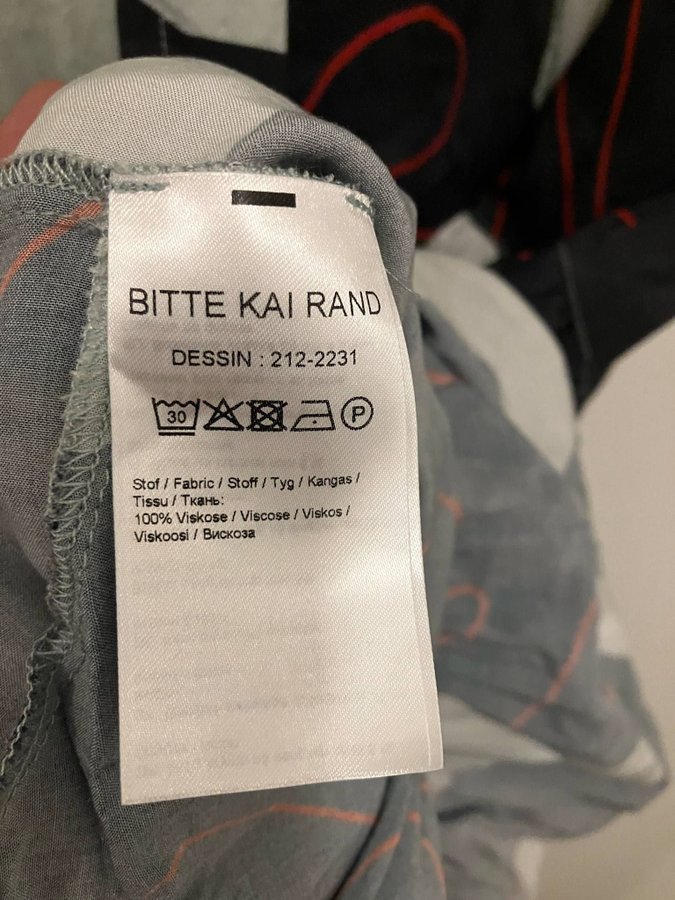 BITTE KAI RAND
DESSIN : 212-2231
30
P
Stof / Fabric / Stoff / Tyg / Kangas /
Tissu / Ткань:
100% Viskose / Viscose / Viskos /
Viskoosi / Вискоза